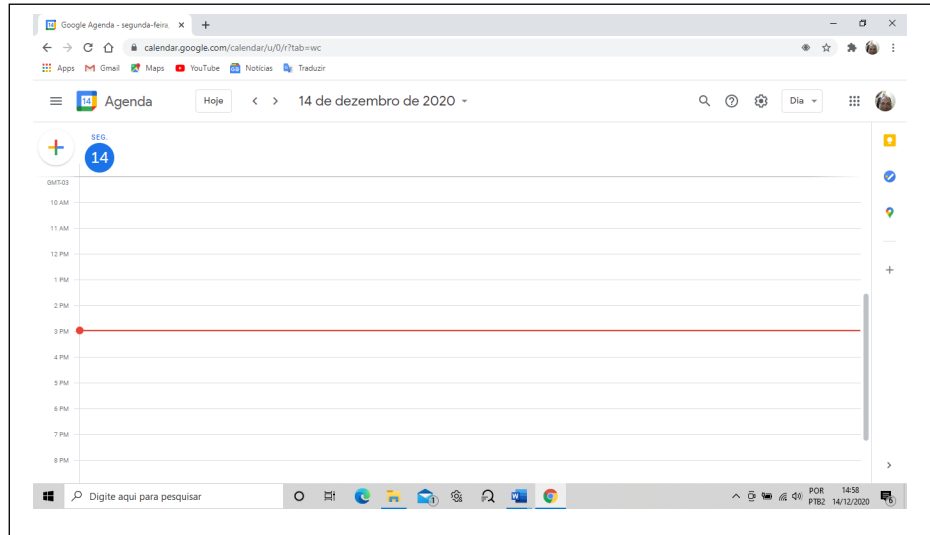 Google Agenda - segunda-feira,
calendar.google.com/calendar/u/0/r?tab=wc
Apps Gmail Maps YouTube Notícias Traduzir
14 Agenda Hoje 14 de dezembro de 2020 Dia
SEG.
14
GMT-03
10 AM
11 AM
12 PM
1 PM
2 PM
3 PM
4 PM
5 PM
6 PM
7 PM
8 PM
Digite aqui para pesquisar 1 POR 14:58
PTB2 14/12/2020 6